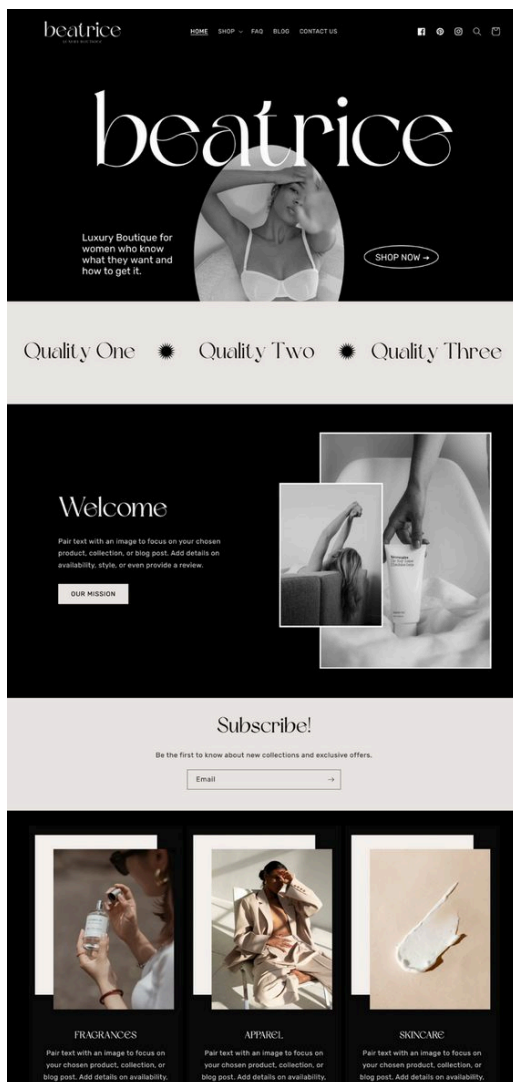 beatrice
HOME SHOP FAQ BLOG CONTACT US
beatrice
Luxury Boutique for
women who know
what they want and
how to get it.
SHOP NOW →
Quality One
Quality Two
Quality Three
Welcome
Pair text with an image to focus on your chosen
product, collection, or blog post. Add details on
availability, style, or even provide a review.
OUR MISSION
Subscribe!
Be the first to know about new collections and exclusive offers.
Email →
FRAGRANCES
Pair text with an image to focus on
your chosen product, collection, or
blog post. Add details on availability,
APPAREL
Pair text with an image to focus on
your chosen product, collection, or
blog post. Add details on availability,
SKINCARE
Pair text with an image to focus on
your chosen product, collection, or
blog post. Add details on availability,